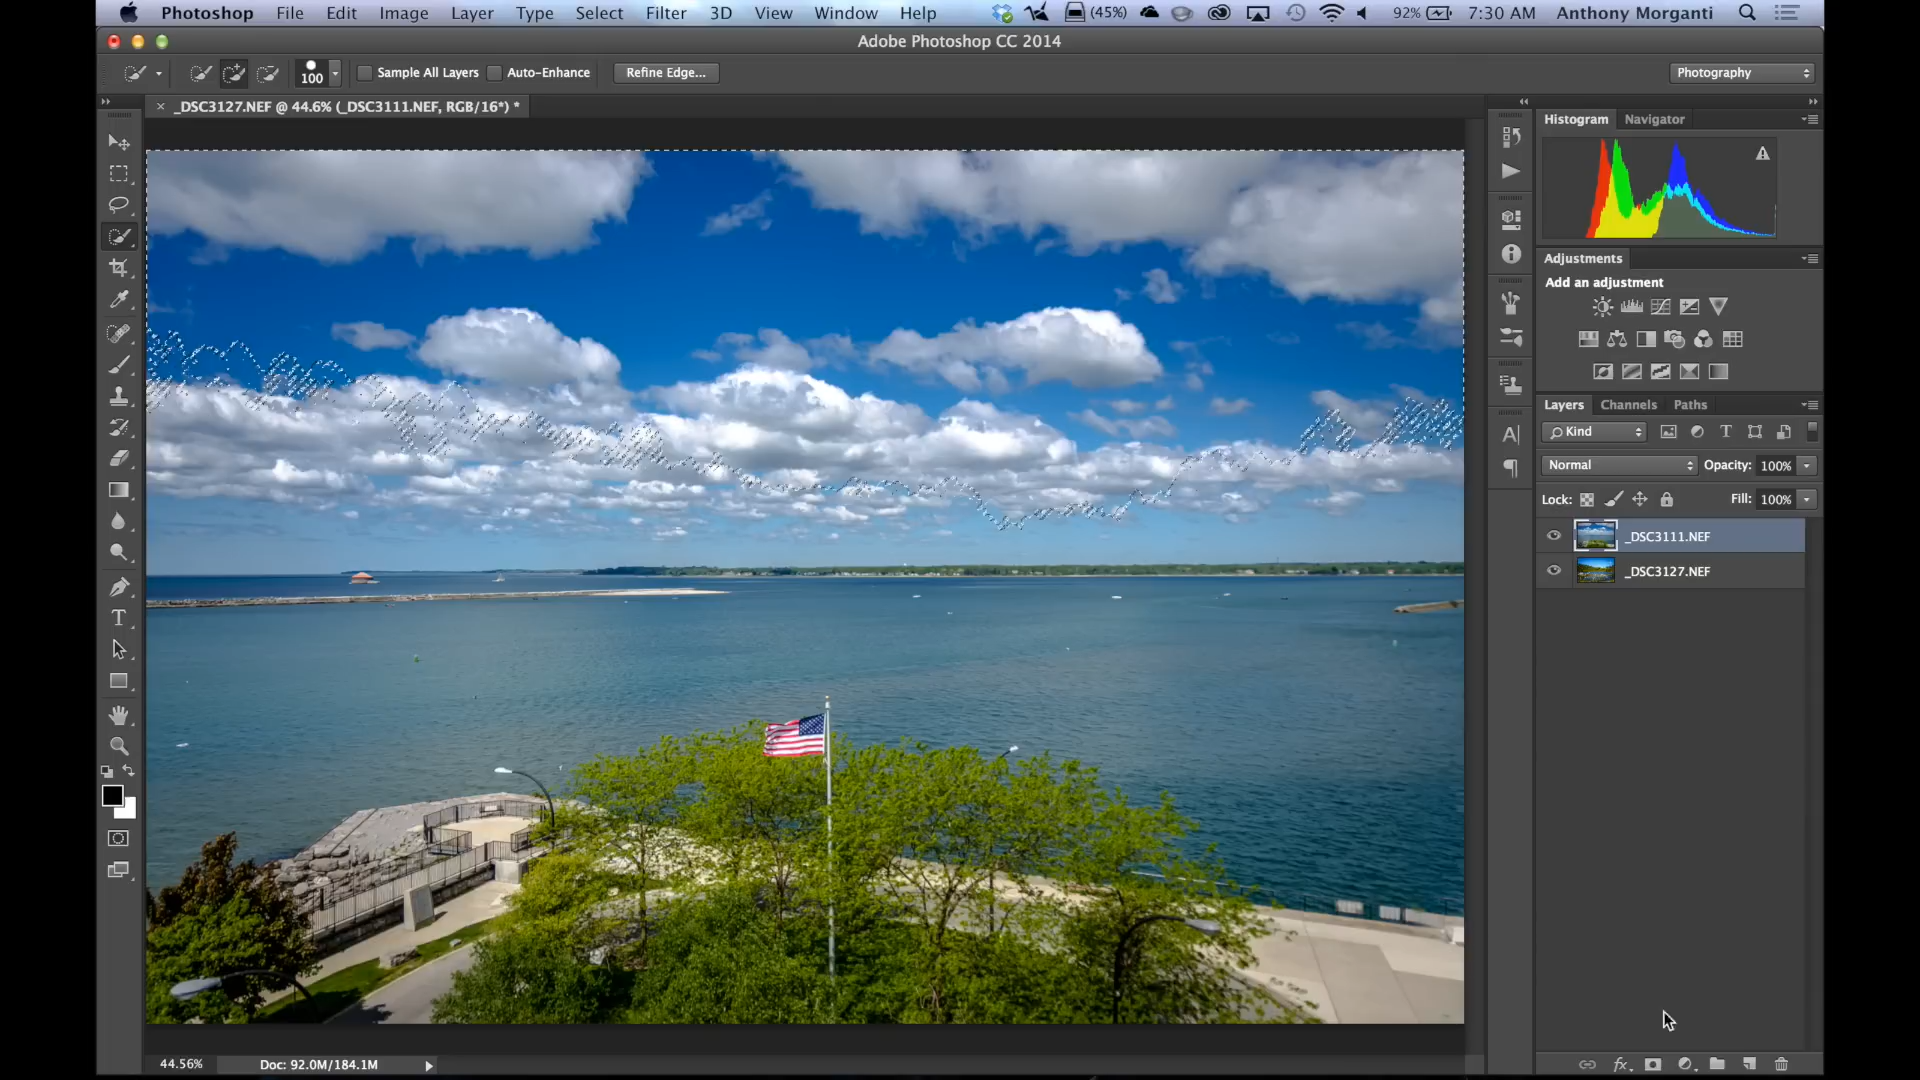 Photoshop File Edit Image Layer Type Select Filter 3D View Window Help (45%) 92% 7:30 AM Anthony Morganti
Adobe Photoshop CC 2014
100 Sample All Layers Auto-Enhance Refine Edge... Photography
_DSC3127.NEF @ 44.6% (_DSC3111.NEF, RGB/16*) *
Histogram Navigator
Adjustments
Add an adjustment
Layers Channels Paths
Kind
Normal Opacity: 100%
Lock: Fill: 100%
_DSC3111.NEF
_DSC3127.NEF
44.56% Doc: 92.0M/184.1M